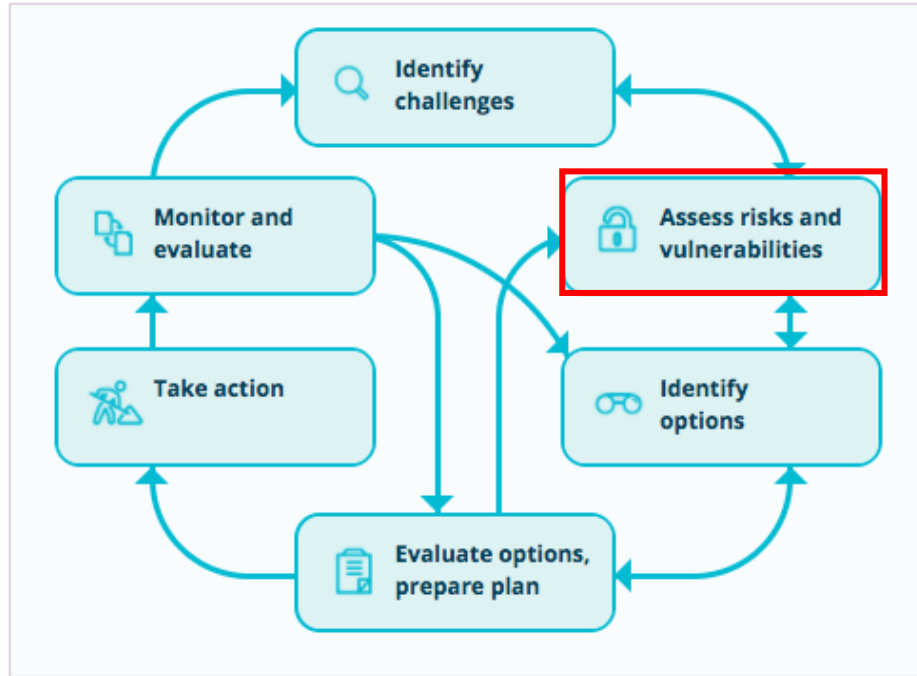 Identify
challenges
Assess risks and
vulnerabilities
Identify
options
Evaluate options,
prepare plan
Take action
Monitor and
evaluate